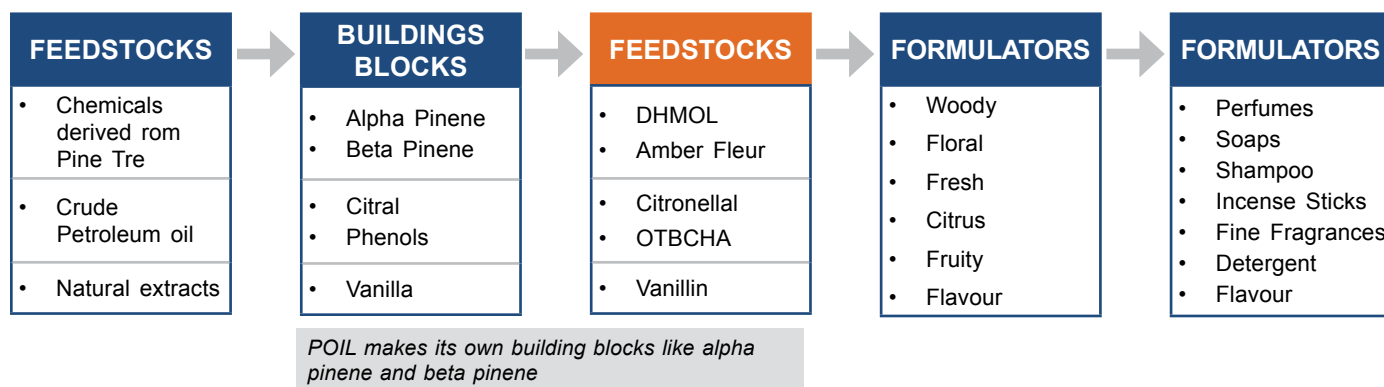 FEEDSTOCKS
• Chemicals
derived rom
Pine Tre
• Crude
Petroleum oil
• Natural extracts
BUILDINGS
BLOCKS
• Alpha Pinene
• Beta Pinene
• Citral
• Phenols
• Vanilla
FEEDSTOCKS
• DHMOL
• Amber Fleur
• Citronellal
• OTBCHA
• Vanillin
FORMULATORS
• Woody
• Floral
• Fresh
• Citrus
• Fruity
• Flavour
FORMULATORS
• Perfumes
• Soaps
• Shampoo
• Incense Sticks
• Fine Fragrances
• Detergent
• Flavour
POIL makes its own building blocks like alpha
pinene and beta pinene